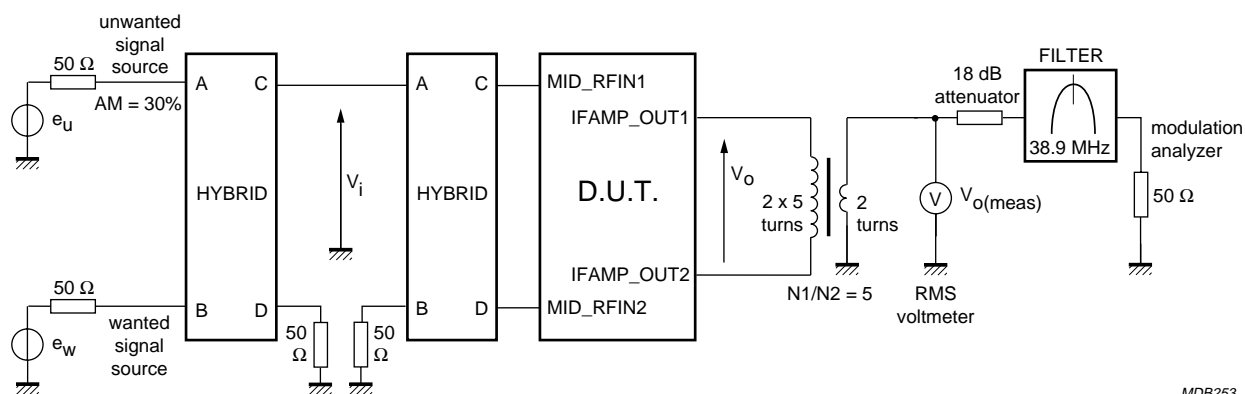 unwanted
signal
source
50 Ω
AM = 30%
e_u
A
C
HYBRID
B
D
50 Ω
e_w
wanted
signal
source
50
Ω
V_i
50
Ω
A
C
HYBRID
B
D
MID_RFIN1
IFAMP_OUT1
D.U.T.
IFAMP_OUT2
MID_RFIN2
V_o
2 x 5
turns
2
turns
N1/N2 = 5
V
V_o(meas)
RMS
voltmeter
18 dB
attenuator
FILTER
38.9 MHz
modulation
analyzer
50 Ω
MDB253